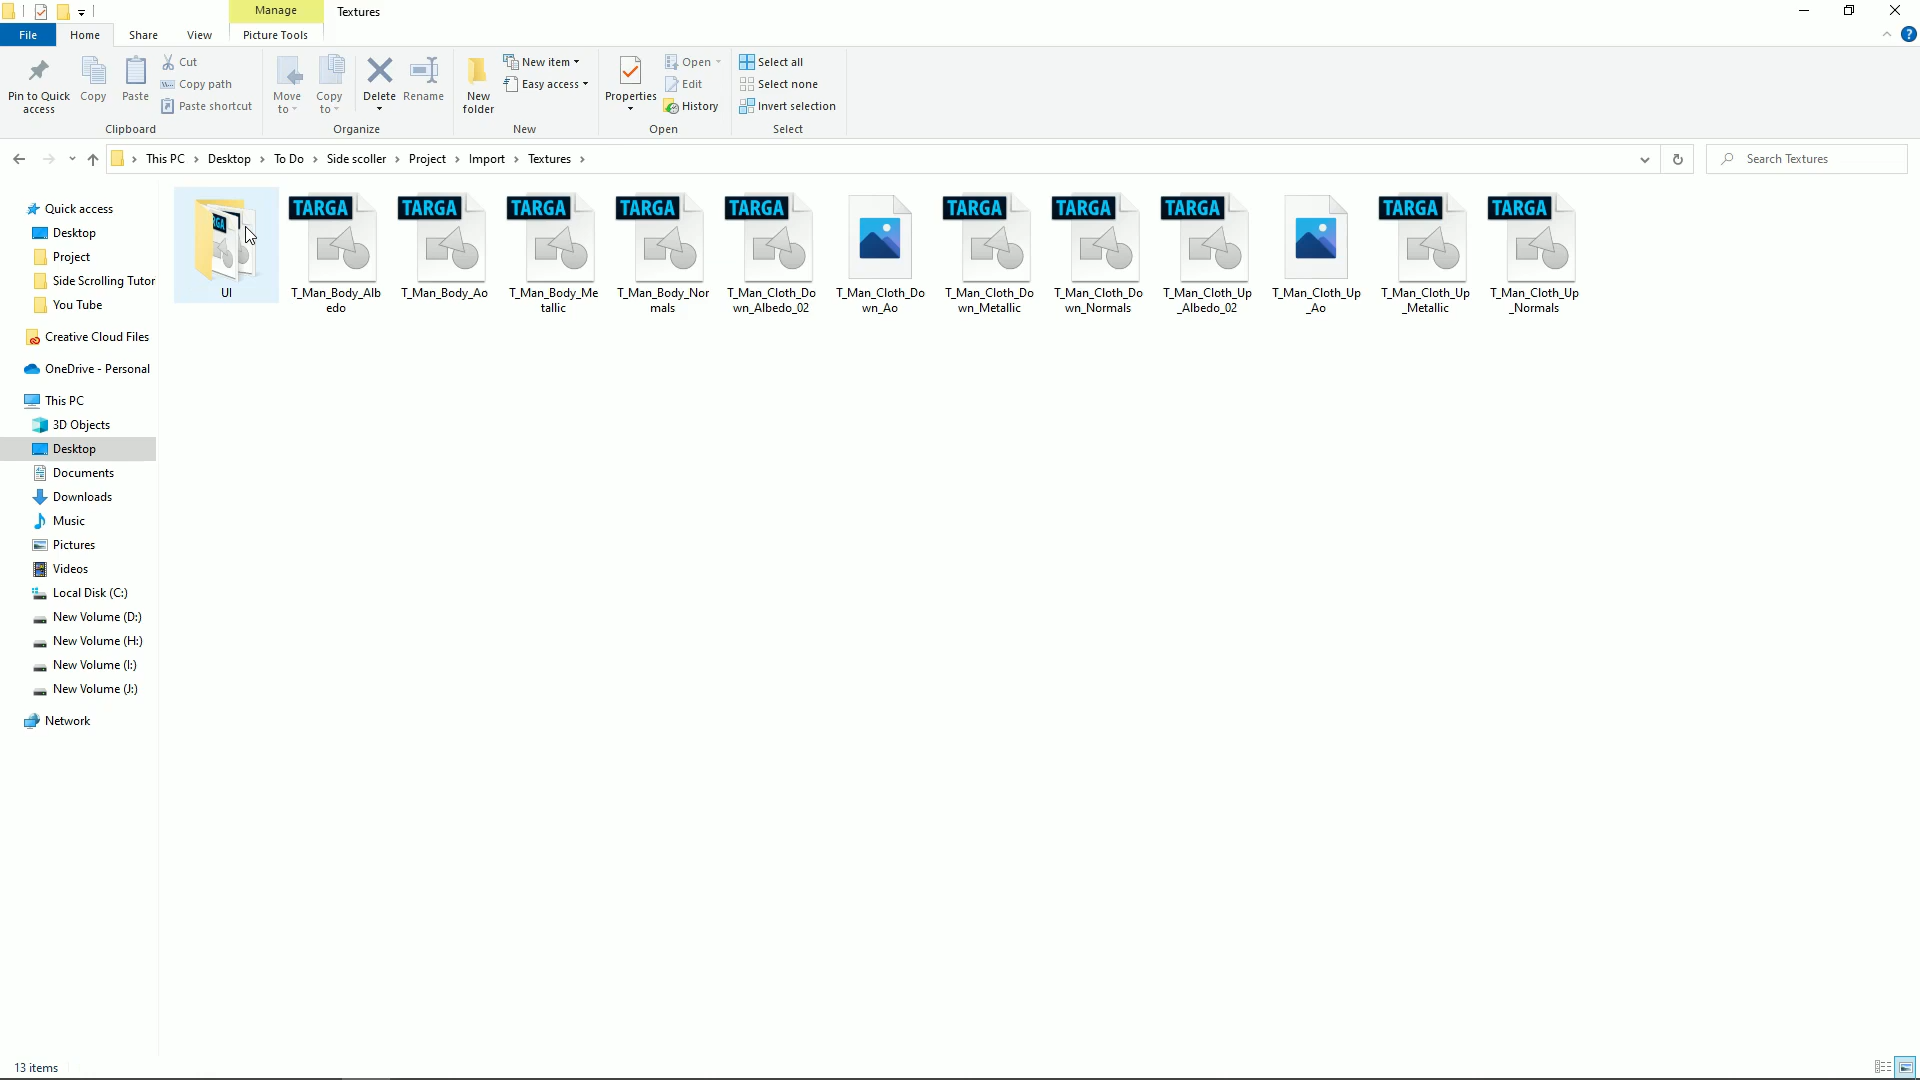 Manage
Textures
File
Home
Share
View
Picture Tools
Pin to Quick
access
Copy
Paste
Cut
Copy path
Paste shortcut
Clipboard
Move
to
Copy
to
Delete
Rename
Organize
New
folder
New item
Easy access
New
Properties
Open
Edit
History
Open
Select all
Select none
Invert selection
Select
This PC > Desktop > To Do > Side scoller > Project > Import > Textures >
Search Textures
Quick access
Desktop
Project
Side Scrolling Tutor
You Tube
Creative Cloud Files
OneDrive - Personal
This PC
3D Objects
Desktop
Documents
Downloads
Music
Pictures
Videos
Local Disk (C:)
New Volume (D:)
New Volume (H:)
New Volume (I:)
New Volume (J:)
Network
UI
TARGA
T_Man_Body_Alb
edo
TARGA
T_Man_Body_Ao
TARGA
T_Man_Body_Me
tallic
TARGA
T_Man_Body_Nor
mals
TARGA
T_Man_Cloth_Do
wn_Albedo_02
T_Man_Cloth_Do
wn_Ao
TARGA
T_Man_Cloth_Do
wn_Metallic
TARGA
T_Man_Cloth_Do
wn_Normals
TARGA
T_Man_Cloth_Up
_Albedo_02
T_Man_Cloth_Up
_Ao
TARGA
T_Man_Cloth_Up
_Metallic
TARGA
T_Man_Cloth_Up
_Normals
13 items